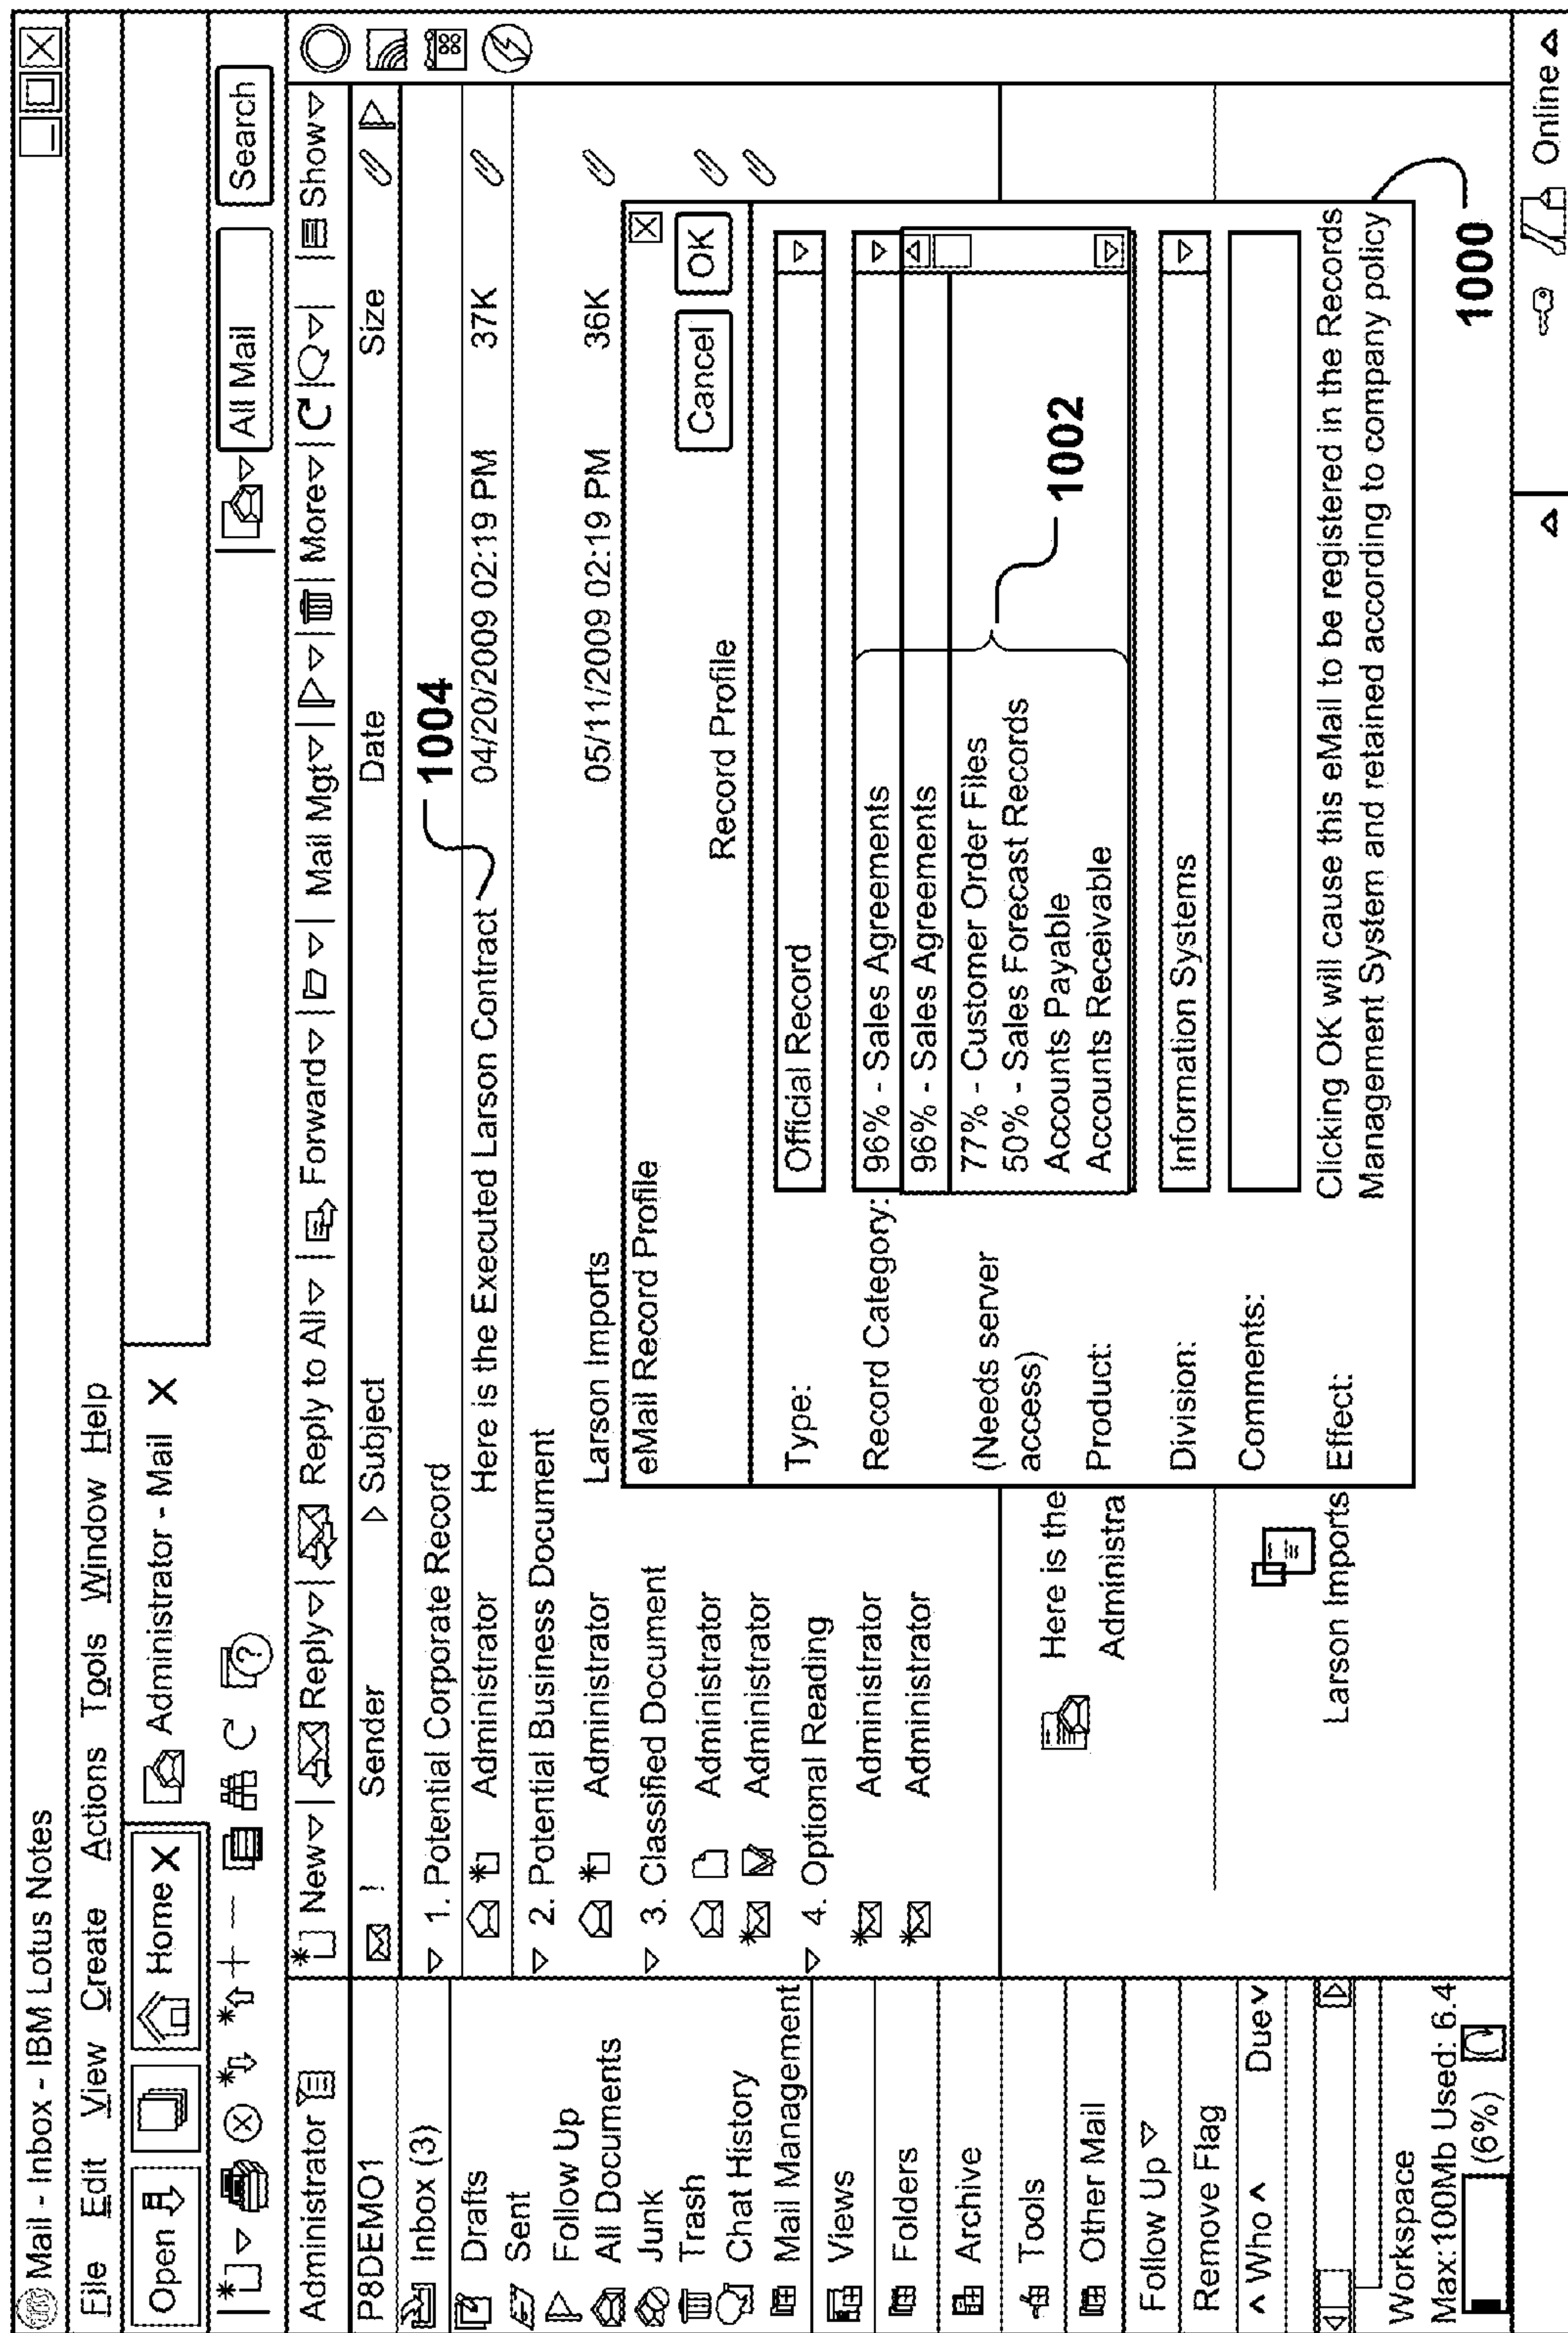 Mail - Inbox - IBM Lotus Notes
File Edit View Create Actions Tools Window Help
Open Home X Administrator - Mail X
All Mail Search
Administrator New Reply Reply to All Forward Mail Mgt More Show
P8DEMO1 ! Sender Subject Date Size
Inbox (3)
Drafts
Sent
Follow Up
All Documents
Junk
Trash
Chat History
Mail Management
Views
Folders
Archive
Tools
Other Mail
Follow Up
Remove Flag
Who Due
Workspace
Max:100Mb Used: 6.4
(6%)
1. Potential Corporate Record
1004
Administrator Here is the Executed Larson Contract 04/20/2009 02:19 PM 37K
2. Potential Business Document
Administrator Larson Imports 05/11/2009 02:19 PM 36K
3. Classified Document
Administrator
Administrator
4. Optional Reading
Administrator
Administrator
Here is the
Administra
Larson Imports
eMail Record Profile
Cancel OK
Record Profile
Type: Official Record
Record Category: 96% - Sales Agreements
96% - Sales Agreements
(Needs server 77% - Customer Order Files
access) 50% - Sales Forecast Records
Product: Accounts Payable
Accounts Receivable
1002
Division: Information Systems
Comments:
Effect: Clicking OK will cause this eMail to be registered in the Records
Management System and retained according to company policy
1000
Online